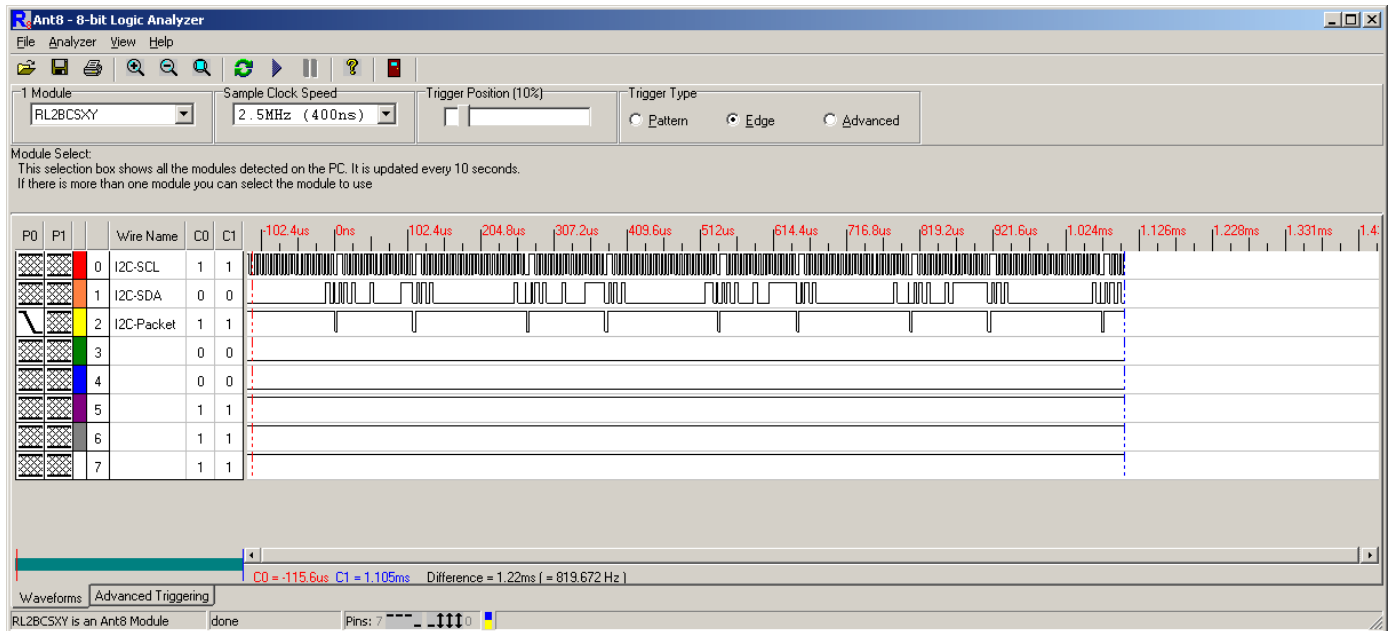 Ant8 - 8-bit Logic Analyzer
File Analyzer View Help
1 Module
Sample Clock Speed
Trigger Position (10%)
Trigger Type
RL2BCSXY
2.5MHz (400ns)
Pattern
Edge
Advanced
Module Select:
This selection box shows all the modules detected on the PC. It is updated every 10 seconds.
If there is more than one module you can select the module to use
P0 P1 Wire Name C0 C1 -102.4us 0ns 102.4us 204.8us 307.2us 409.6us 512us 614.4us 716.8us 819.2us 921.6us 1.024ms 1.126ms 1.228ms 1.331ms
0 I2C-SCL 1 1
1 I2C-SDA 0 0
2 I2C-Packet 1 1
3 0 0
4 0 0
5 1 1
6 1 1
7 1 1
C0 = -115.6us C1 = 1.105ms Difference = 1.22ms ( = 819.672 Hz )
Waveforms Advanced Triggering
RL2BCSXY is an Ant8 Module done Pins: 7 0